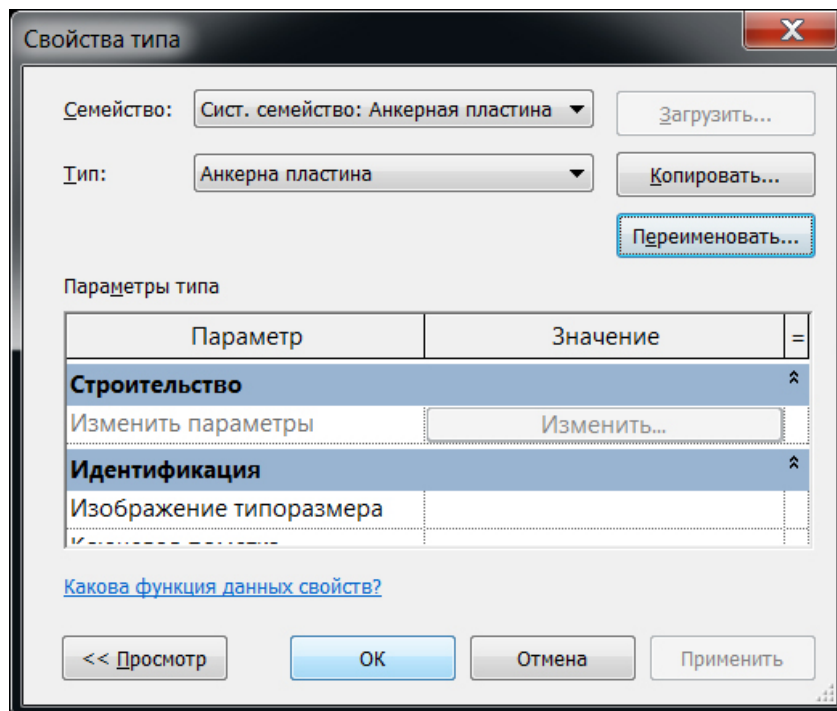 Свойства типа
Семейство: Сист. семейство: Анкерная пластина Загрузить...
Тип: Анкерна пластина Копировать...
Переименовать...
Параметры типа
Параметр Значение =
Строительство
Изменить параметры Изменить...
Идентификация
Изображение типоразмера
Какова функция данных свойств?
<< Просмотр ОК Отмена Применить